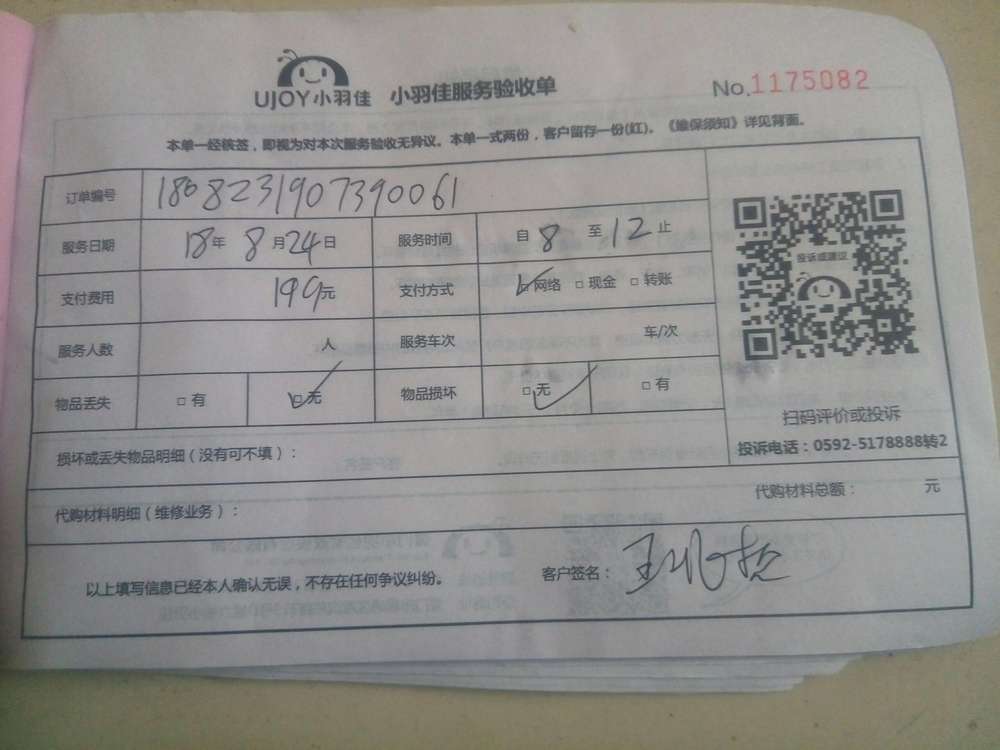 UJOY小羽佳 小羽佳服务验收单 No.1175082
本单一经核签，即视为对本次服务验收无异议。本单一式两份，客户留存一份(红)。《维保须知》详见背面。
订单编号 1808231907390061
服务日期 18年 8月24日 服务时间 自 8 至 12 止
支付费用 199元 支付方式 □网络 □现金 □转账
服务人数 人 服务车次 车/次
物品丢失 □有 □无 物品损坏 □无 □有
投诉或建议
扫码评价或投诉
投诉电话：0592-5178888转2
损坏或丢失物品明细（没有可不填）：
代购材料明细（维修业务）： 代购材料总额： 元
以上填写信息已经本人确认无误，不存在任何争议纠纷。 客户签名：